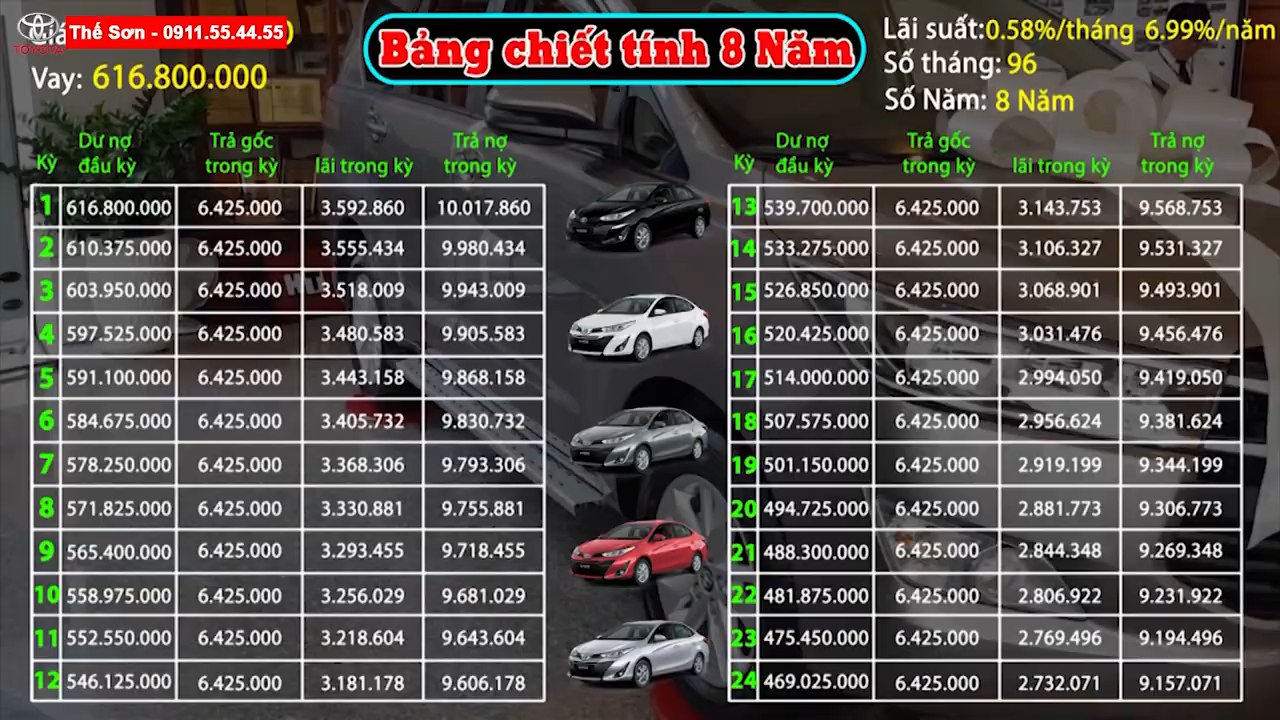 TOYOTA
Thế Sơn - 0911.55.44.55
Vay: 616.800.000
Bảng chiết tính 8 Năm
Lãi suất:0.58%/tháng 6.99%/năm
Số tháng: 96
Số Năm: 8 Năm
Kỳ Dư nợ đầu kỳ Trả gốc trong kỳ lãi trong kỳ Trả nợ trong kỳ
1 616.800.000 6.425.000 3.592.860 10.017.860
2 610.375.000 6.425.000 3.555.434 9.980.434
3 603.950.000 6.425.000 3.518.009 9.943.009
4 597.525.000 6.425.000 3.480.583 9.905.583
5 591.100.000 6.425.000 3.443.158 9.868.158
6 584.675.000 6.425.000 3.405.732 9.830.732
7 578.250.000 6.425.000 3.368.306 9.793.306
8 571.825.000 6.425.000 3.330.881 9.755.881
9 565.400.000 6.425.000 3.293.455 9.718.455
10 558.975.000 6.425.000 3.256.029 9.681.029
11 552.550.000 6.425.000 3.218.604 9.643.604
12 546.125.000 6.425.000 3.181.178 9.606.178
Kỳ Dư nợ đầu kỳ Trả gốc trong kỳ lãi trong kỳ Trả nợ trong kỳ
13 539.700.000 6.425.000 3.143.753 9.568.753
14 533.275.000 6.425.000 3.106.327 9.531.327
15 526.850.000 6.425.000 3.068.901 9.493.901
16 520.425.000 6.425.000 3.031.476 9.456.476
17 514.000.000 6.425.000 2.994.050 9.419.050
18 507.575.000 6.425.000 2.956.624 9.381.624
19 501.150.000 6.425.000 2.919.199 9.344.199
20 494.725.000 6.425.000 2.881.773 9.306.773
21 488.300.000 6.425.000 2.844.348 9.269.348
22 481.875.000 6.425.000 2.806.922 9.231.922
23 475.450.000 6.425.000 2.769.496 9.194.496
24 469.025.000 6.425.000 2.732.071 9.157.071